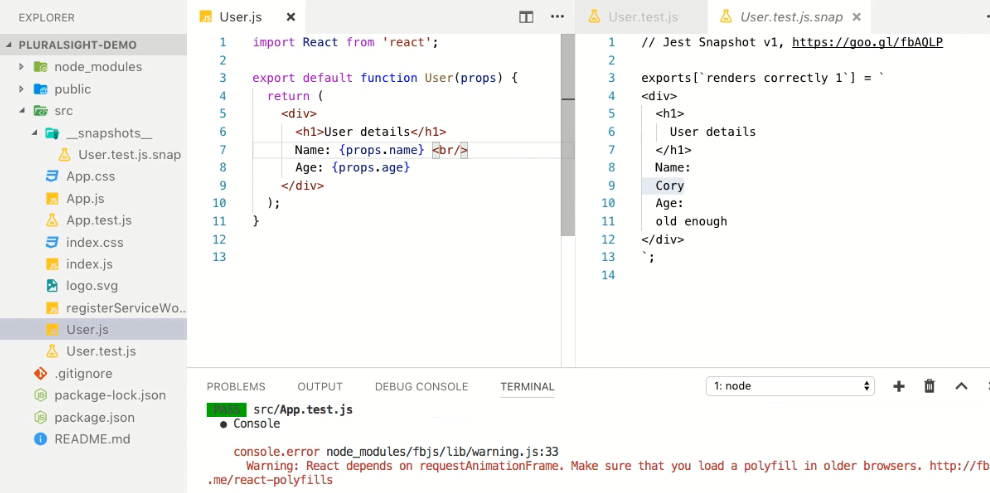 EXPLORER
PLURALSIGHT-DEMO
node_modules
public
src
__snapshots__
User.test.js.snap
App.css
App.js
App.test.js
index.css
index.js
logo.svg
registerServiceWo...
User.js
User.test.js
.gitignore
package-lock.json
package.json
README.md
User.js
1 import React from 'react';
2
3 export default function User(props) {
4 return (
5 <div>
6 <h1>User details</h1>
7 Name: {props.name} <br/>
8 Age: {props.age}
9 </div>
10 );
11 }
12
13
User.test.js
User.test.js.snap
1 // Jest Snapshot v1, https://goo.gl/fbAQLP
2
3 exports[`renders correctly 1`] = `
4 <div>
5 <h1>
6 User details
7 </h1>
8 Name:
9 Cory
10 Age:
11 old enough
12 </div>
13 `;
14
PROBLEMS OUTPUT DEBUG CONSOLE TERMINAL 1: node
PASS src/App.test.js
● Console
console.error node_modules/fbjs/lib/warning.js:33
Warning: React depends on requestAnimationFrame. Make sure that you load a polyfill in older browsers. http://fb
.me/react-polyfills